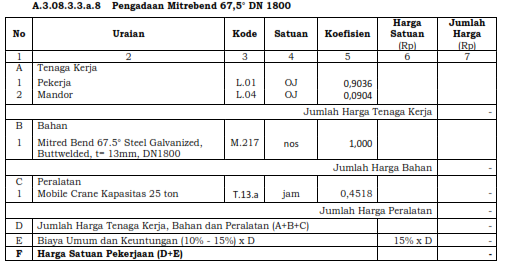 A.3.08.3.3.a.8 Pengadaan Mitrebend 67,5° DN 1800
No Uraian Kode Satuan Koefisien Harga Satuan (Rp) Jumlah Harga (Rp)
1 2 3 4 5 6 7
A Tenaga Kerja
1 Pekerja L.01 OJ 0,9036
2 Mandor L.04 OJ 0,0904
Jumlah Harga Tenaga Kerja -
B Bahan
1 Mitred Bend 67.5° Steel Galvanized, M.217 nos 1,000
Buttwelded, t= 13mm, DN1800
Jumlah Harga Bahan -
C Peralatan
1 Mobile Crane Kapasitas 25 ton T.13.a jam 0,4518 -
Jumlah Harga Peralatan -
D Jumlah Harga Tenaga Kerja, Bahan dan Peralatan (A+B+C) -
E Biaya Umum dan Keuntungan (10% - 15%) x D 15% x D -
F Harga Satuan Pekerjaan (D+E) -